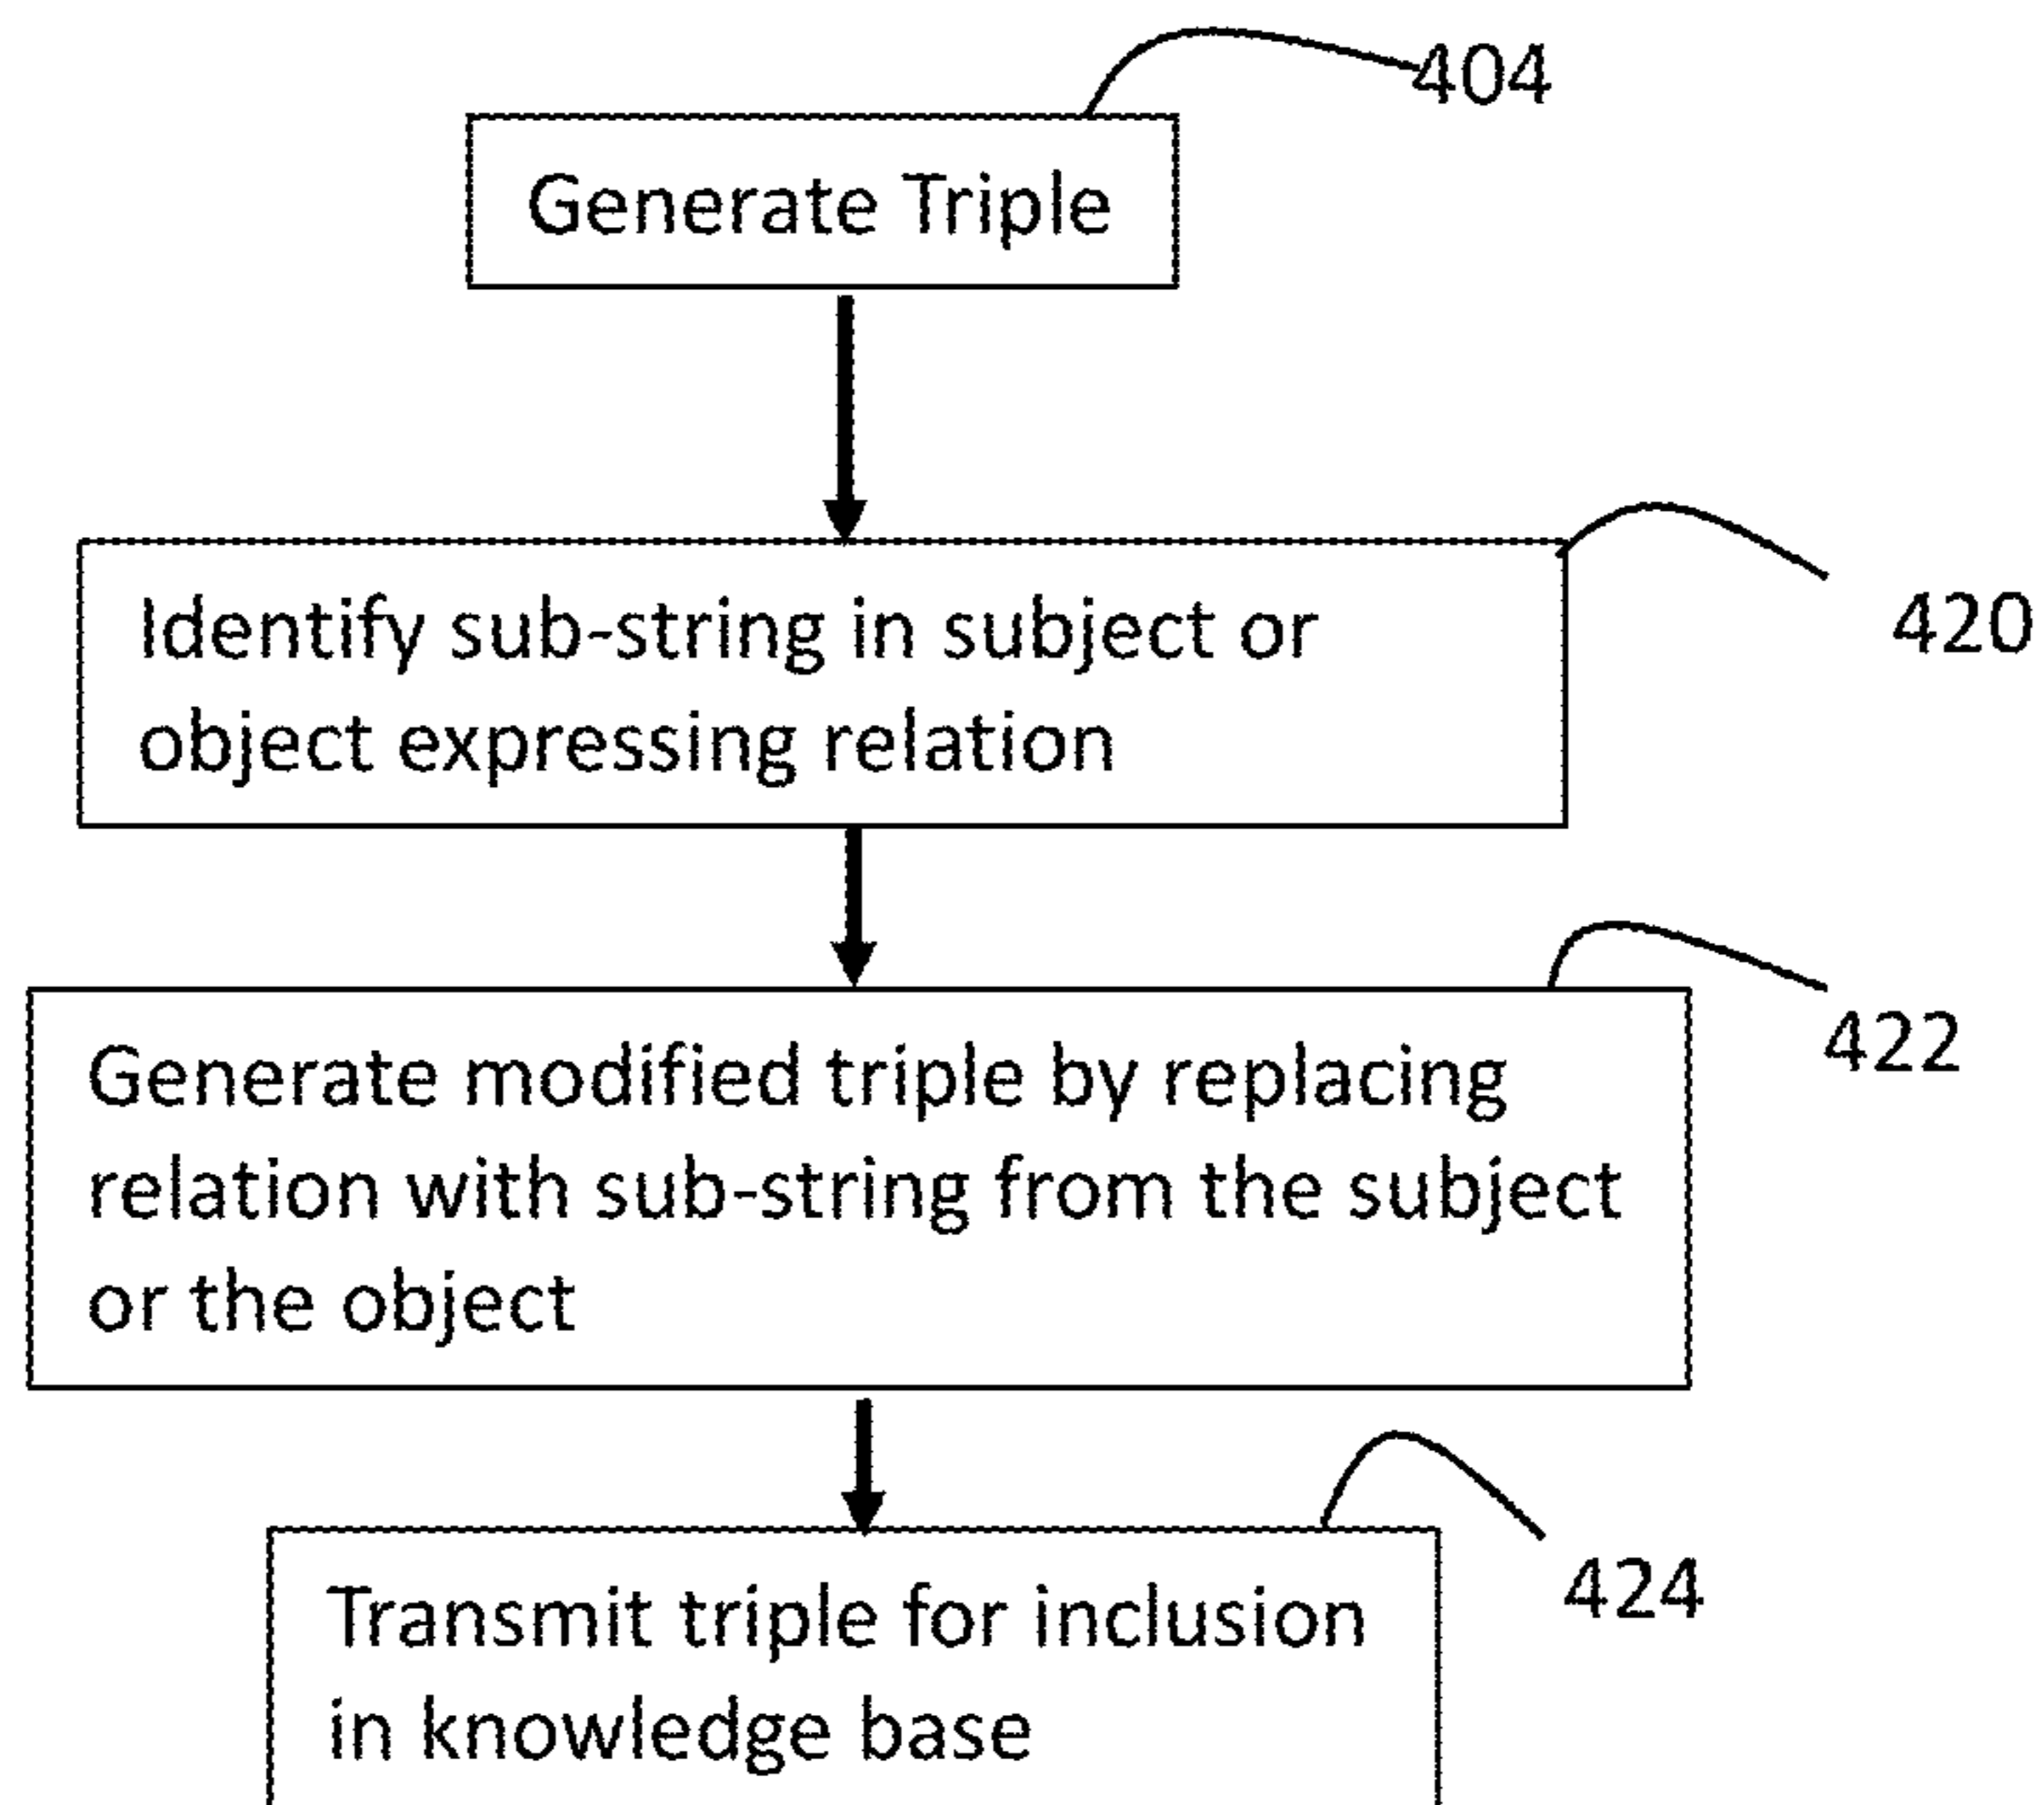 404
Generate Triple
Identify sub-string in subject or
object expressing relation
420
Generate modified triple by replacing
relation with sub-string from the subject
or the object
422
Transmit triple for inclusion
in knowledge base
424